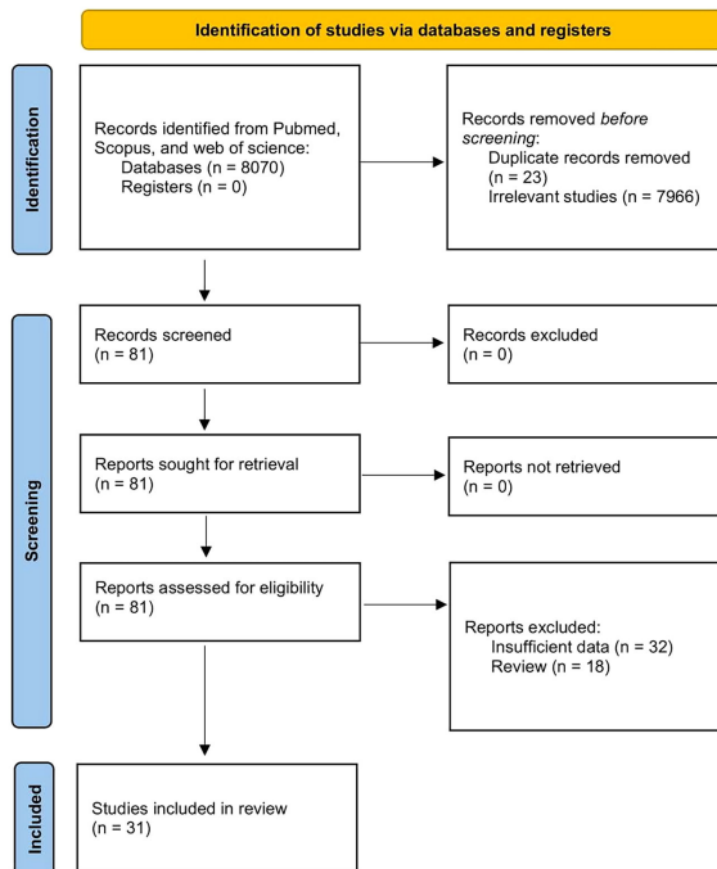 Identification of studies via databases and registers
Identification
Records identified from Pubmed,
Scopus, and web of science:
Databases (n = 8070)
Registers (n = 0)
Records removed before
screening:
Duplicate records removed
(n = 23)
Irrelevant studies (n = 7966)
Screening
Records screened
(n = 81)
Records excluded
(n = 0)
Reports sought for retrieval
(n = 81)
Reports not retrieved
(n = 0)
Reports assessed for eligibility
(n = 81)
Reports excluded:
Insufficient data (n = 32)
Review (n = 18)
Included
Studies included in review
(n = 31)